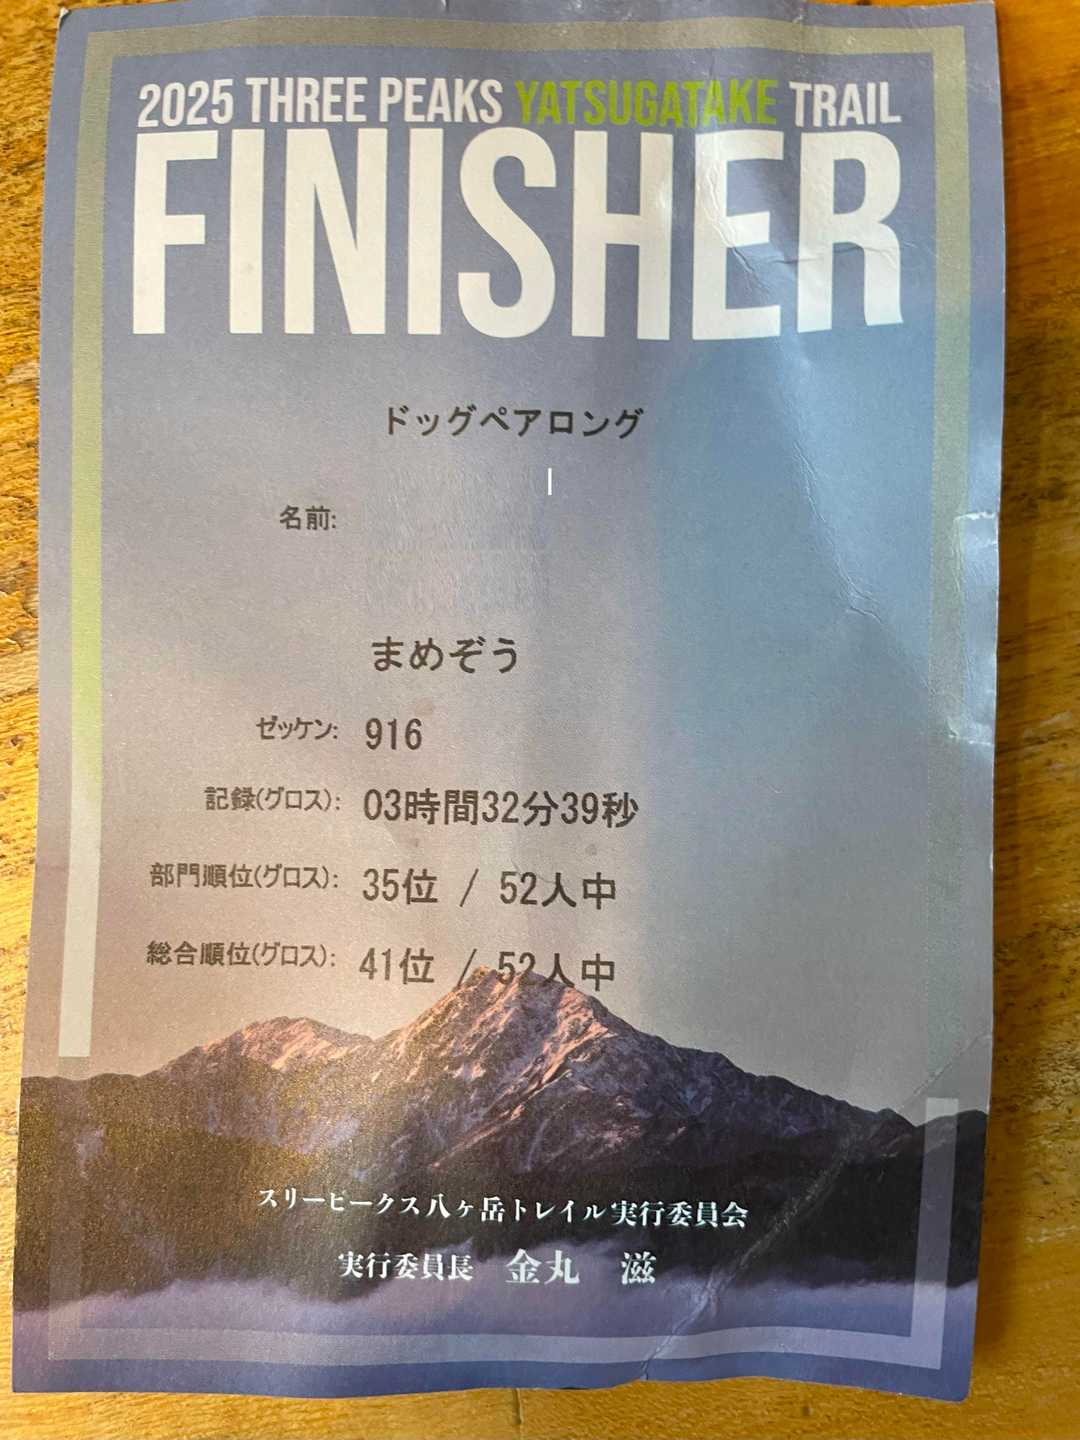 2025 THREE PEAKS YATSUGATAKE TRAIL
FINISHER
ドッグペアロング
名前:
まめぞう
ゼッケン: 916
記録(グロス): 03時間32分39秒
部門順位(グロス): 35位 / 52人中
総合順位(グロス): 41位 / 52人中
スリーピークス八ヶ岳トレイル実行委員会
実行委員長 金丸 滋